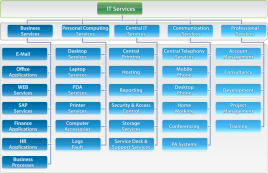 IT Services
Business
Services
Personal Computing
Services
Central IT
Services
Communication
Services
Professional
Services
E-Mail
Desktop
Services
Central
Printing
Central Telephony
Services
Account
Management
Office
Applications
Laptop
Services
Hosting
Mobile
Phone
Consultancy
WEB
Services
PDA
Services
Reporting
Desktop
Phone
Development
SAP
Services
Printer
Services
Security & Access
Control
Home
Working
Project
Management
Finance
Applications
Computer
Accessories
Storage
Services
Conferencing
Training
HR
Applications
Logs
Fault
Service Desk &
Support Services
PA Systems
Business
Processes